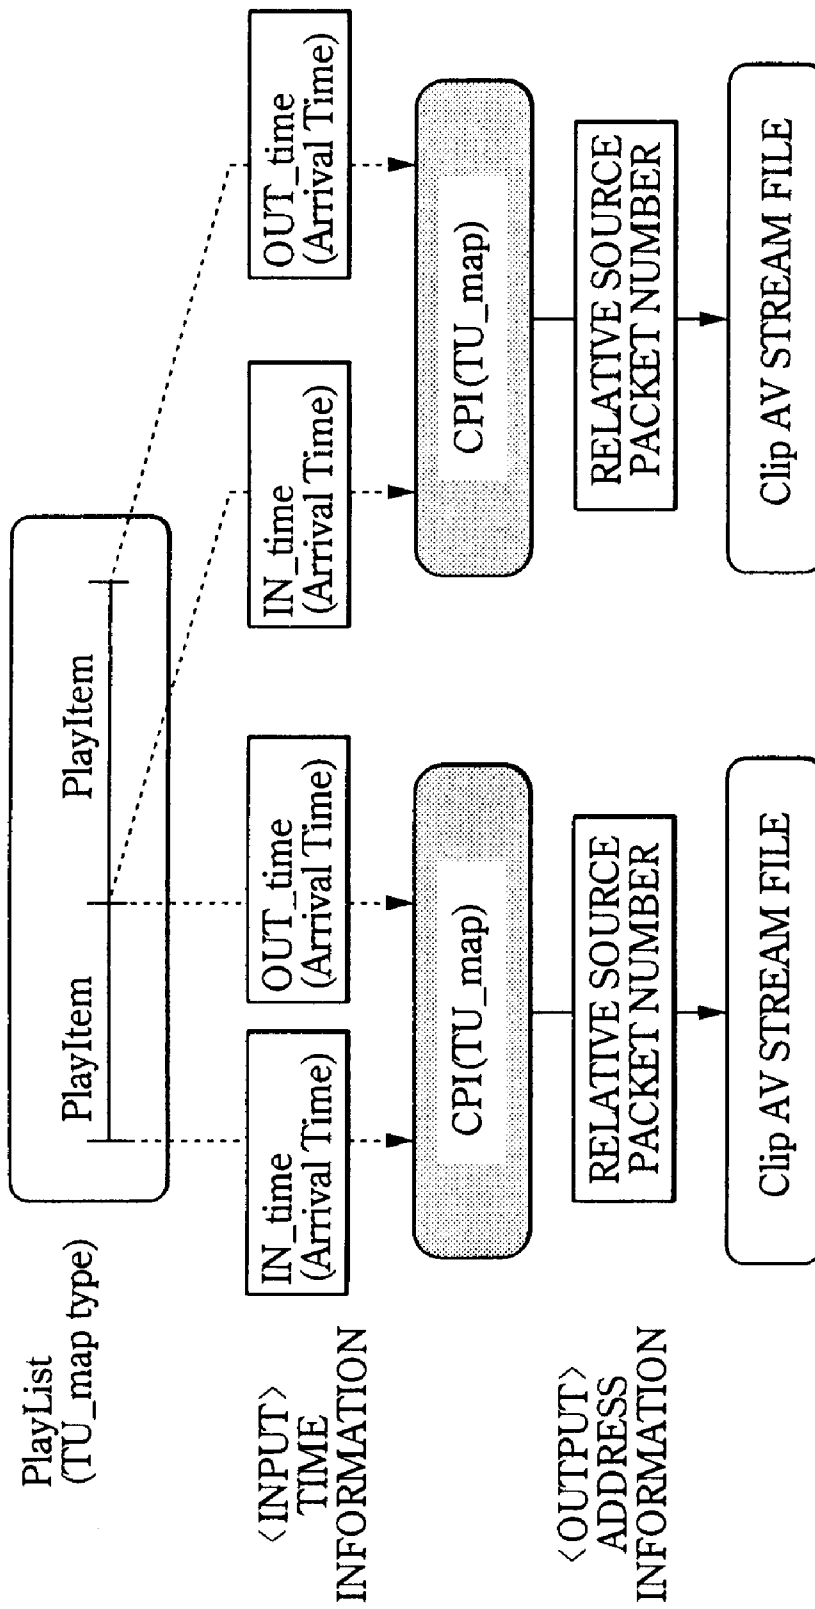 PlayList
(TU_map type)
PlayItem
PlayItem
<INPUT>
TIME
INFORMATION
IN_time
(Arrival Time)
OUT_time
(Arrival Time)
IN_time
(Arrival Time)
OUT_time
(Arrival Time)
CPI(TU_map)
CPI(TU_map)
<OUTPUT>
ADDRESS
INFORMATION
RELATIVE SOURCE
PACKET NUMBER
RELATIVE SOURCE
PACKET NUMBER
Clip AV STREAM FILE
Clip AV STREAM FILE